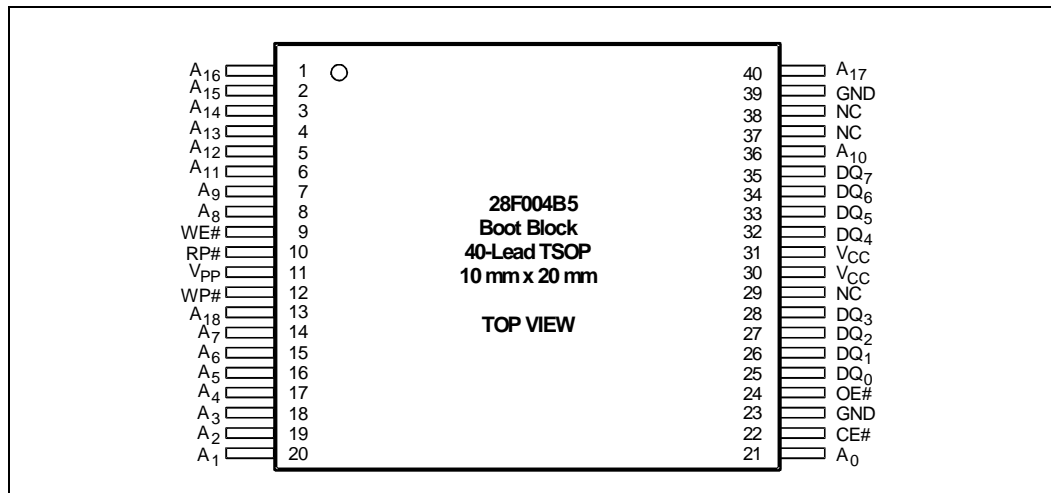 A16 1 40 A17
A15 2 39 GND
A14 3 38 NC
A13 4 37 NC
A12 5 36 A10
A11 6 35 DQ7
A9 7 34 DQ6
A8 8 33 DQ5
WE# 9 32 DQ4
RP# 10 31 VCC
VPP 11 30 VCC
WP# 12 29 NC
A18 13 28 DQ3
A7 14 27 DQ2
A6 15 26 DQ1
A5 16 25 DQ0
A4 17 24 OE#
A3 18 23 GND
A2 19 22 CE#
A1 20 21 A0
28F004B5
Boot Block
40-Lead TSOP
10 mm x 20 mm
TOP VIEW